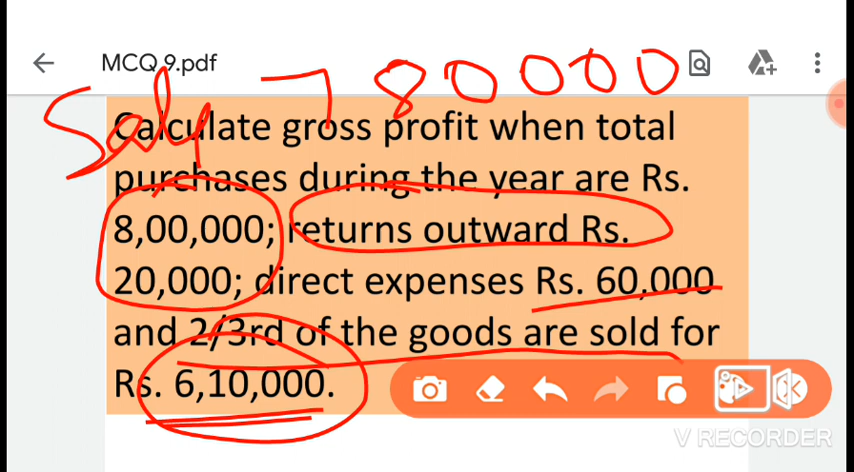 MCQ 9.pdf
Saly 780000
Calculate gross profit when total
purchases during the year are Rs.
8,00,000; returns outward Rs.
20,000; direct expenses Rs. 60,000
and 2/3rd of the goods are sold for
Rs. 6,10,000.
V RECORDER